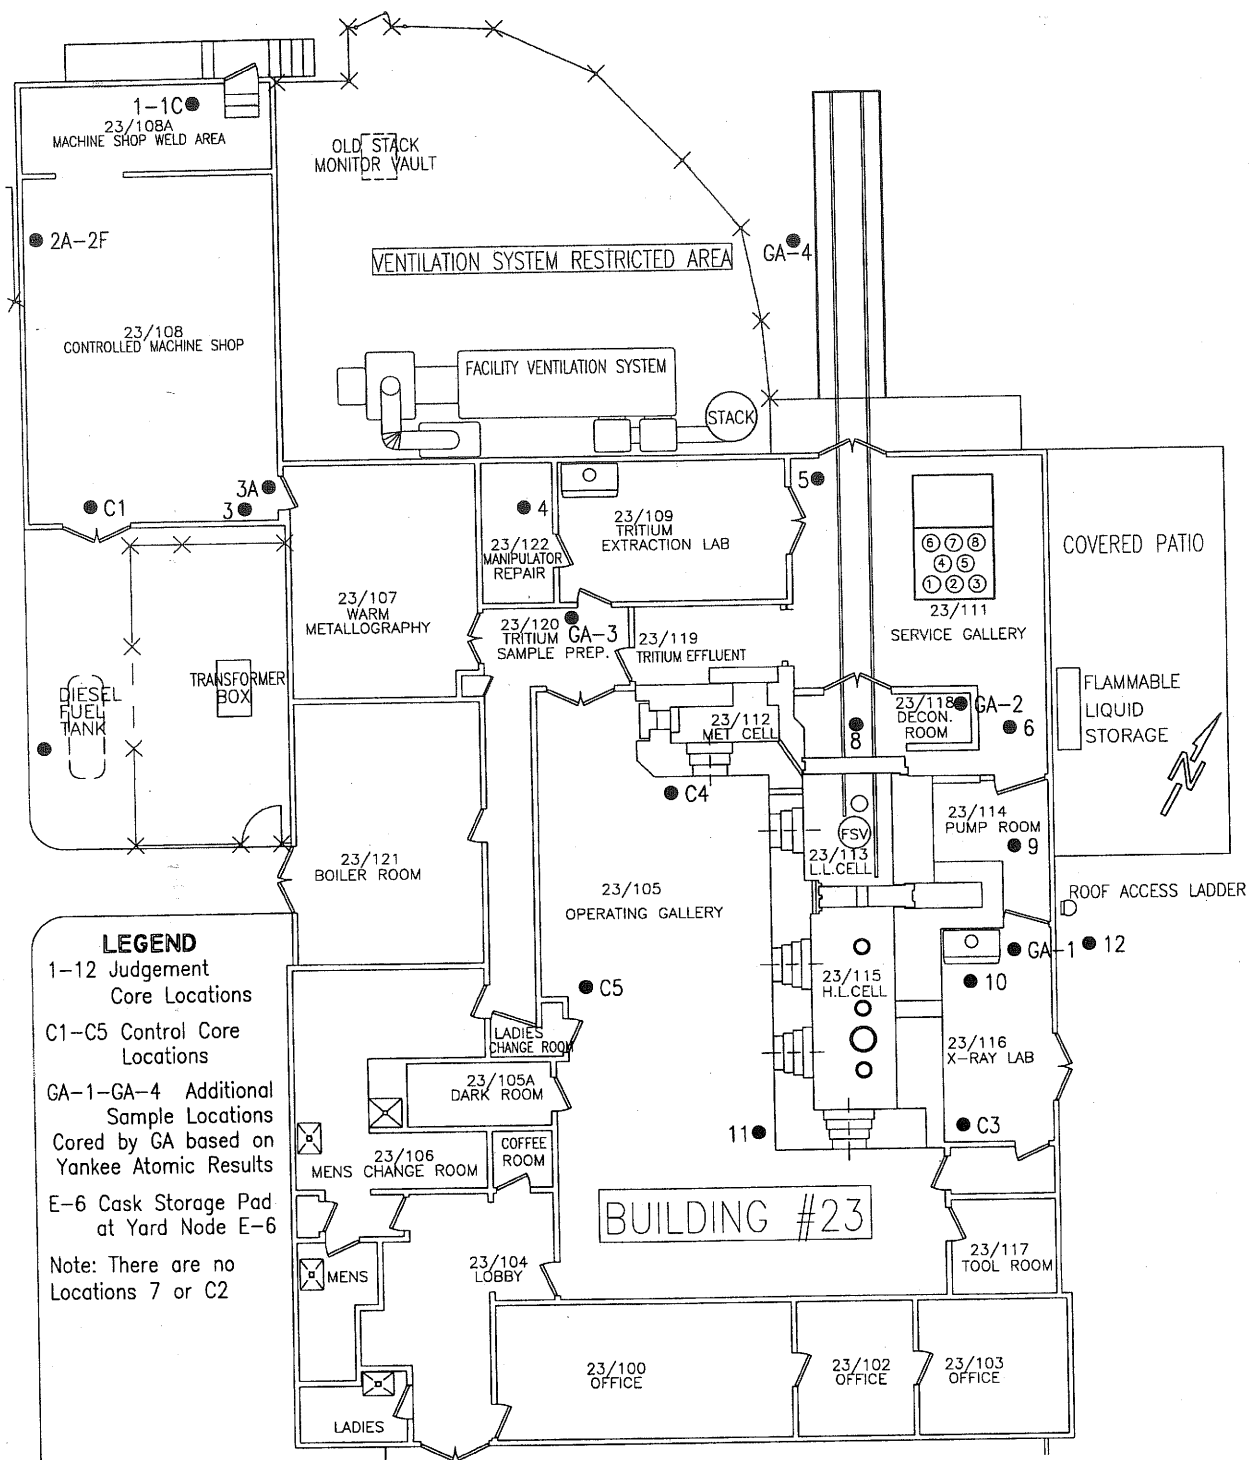 1-1C
23/108A
MACHINE SHOP WELD AREA
OLD STACK
MONITOR VAULT
2A-2F
VENTILATION SYSTEM RESTRICTED AREA
GA-4
23/108
CONTROLLED MACHINE SHOP
FACILITY VENTILATION SYSTEM
STACK
3A
3
C1
4
5
23/109
TRITIUM
EXTRACTION LAB
23/122
MANIPULATOR
REPAIR
6 7 8
4 5
1 2 3
23/111
SERVICE GALLERY
COVERED PATIO
23/107
WARM
METALLOGRAPHY
23/120
TRITIUM
SAMPLE PREP.
GA-3
23/119
TRITIUM EFFLUENT
DIESEL
FUEL
TANK
TRANSFORMER
BOX
23/112
MET CELL
8
23/118
DECON.
ROOM
GA-2
6
FLAMMABLE
LIQUID
STORAGE
N
C4
23/114
PUMP ROOM
9
FSV
23/113
L.L.CELL
23/121
BOILER ROOM
23/105
OPERATING GALLERY
ROOF ACCESS LADDER
GA-1
12
10
C5
23/115
H.L.CELL
LADIES
CHANGE ROOM
23/116
X-RAY LAB
23/105A
DARK ROOM
C3
11
COFFEE
ROOM
23/106
MENS CHANGE ROOM
BUILDING #23
23/117
TOOL ROOM
23/104
LOBBY
MENS
23/100
OFFICE
23/102
OFFICE
23/103
OFFICE
LADIES
LEGEND
1-12 Judgement
Core Locations
C1-C5 Control Core
Locations
GA-1-GA-4 Additional
Sample Locations
Cored by GA based on
Yankee Atomic Results
E-6 Cask Storage Pad
at Yard Node E-6
Note: There are no
Locations 7 or C2